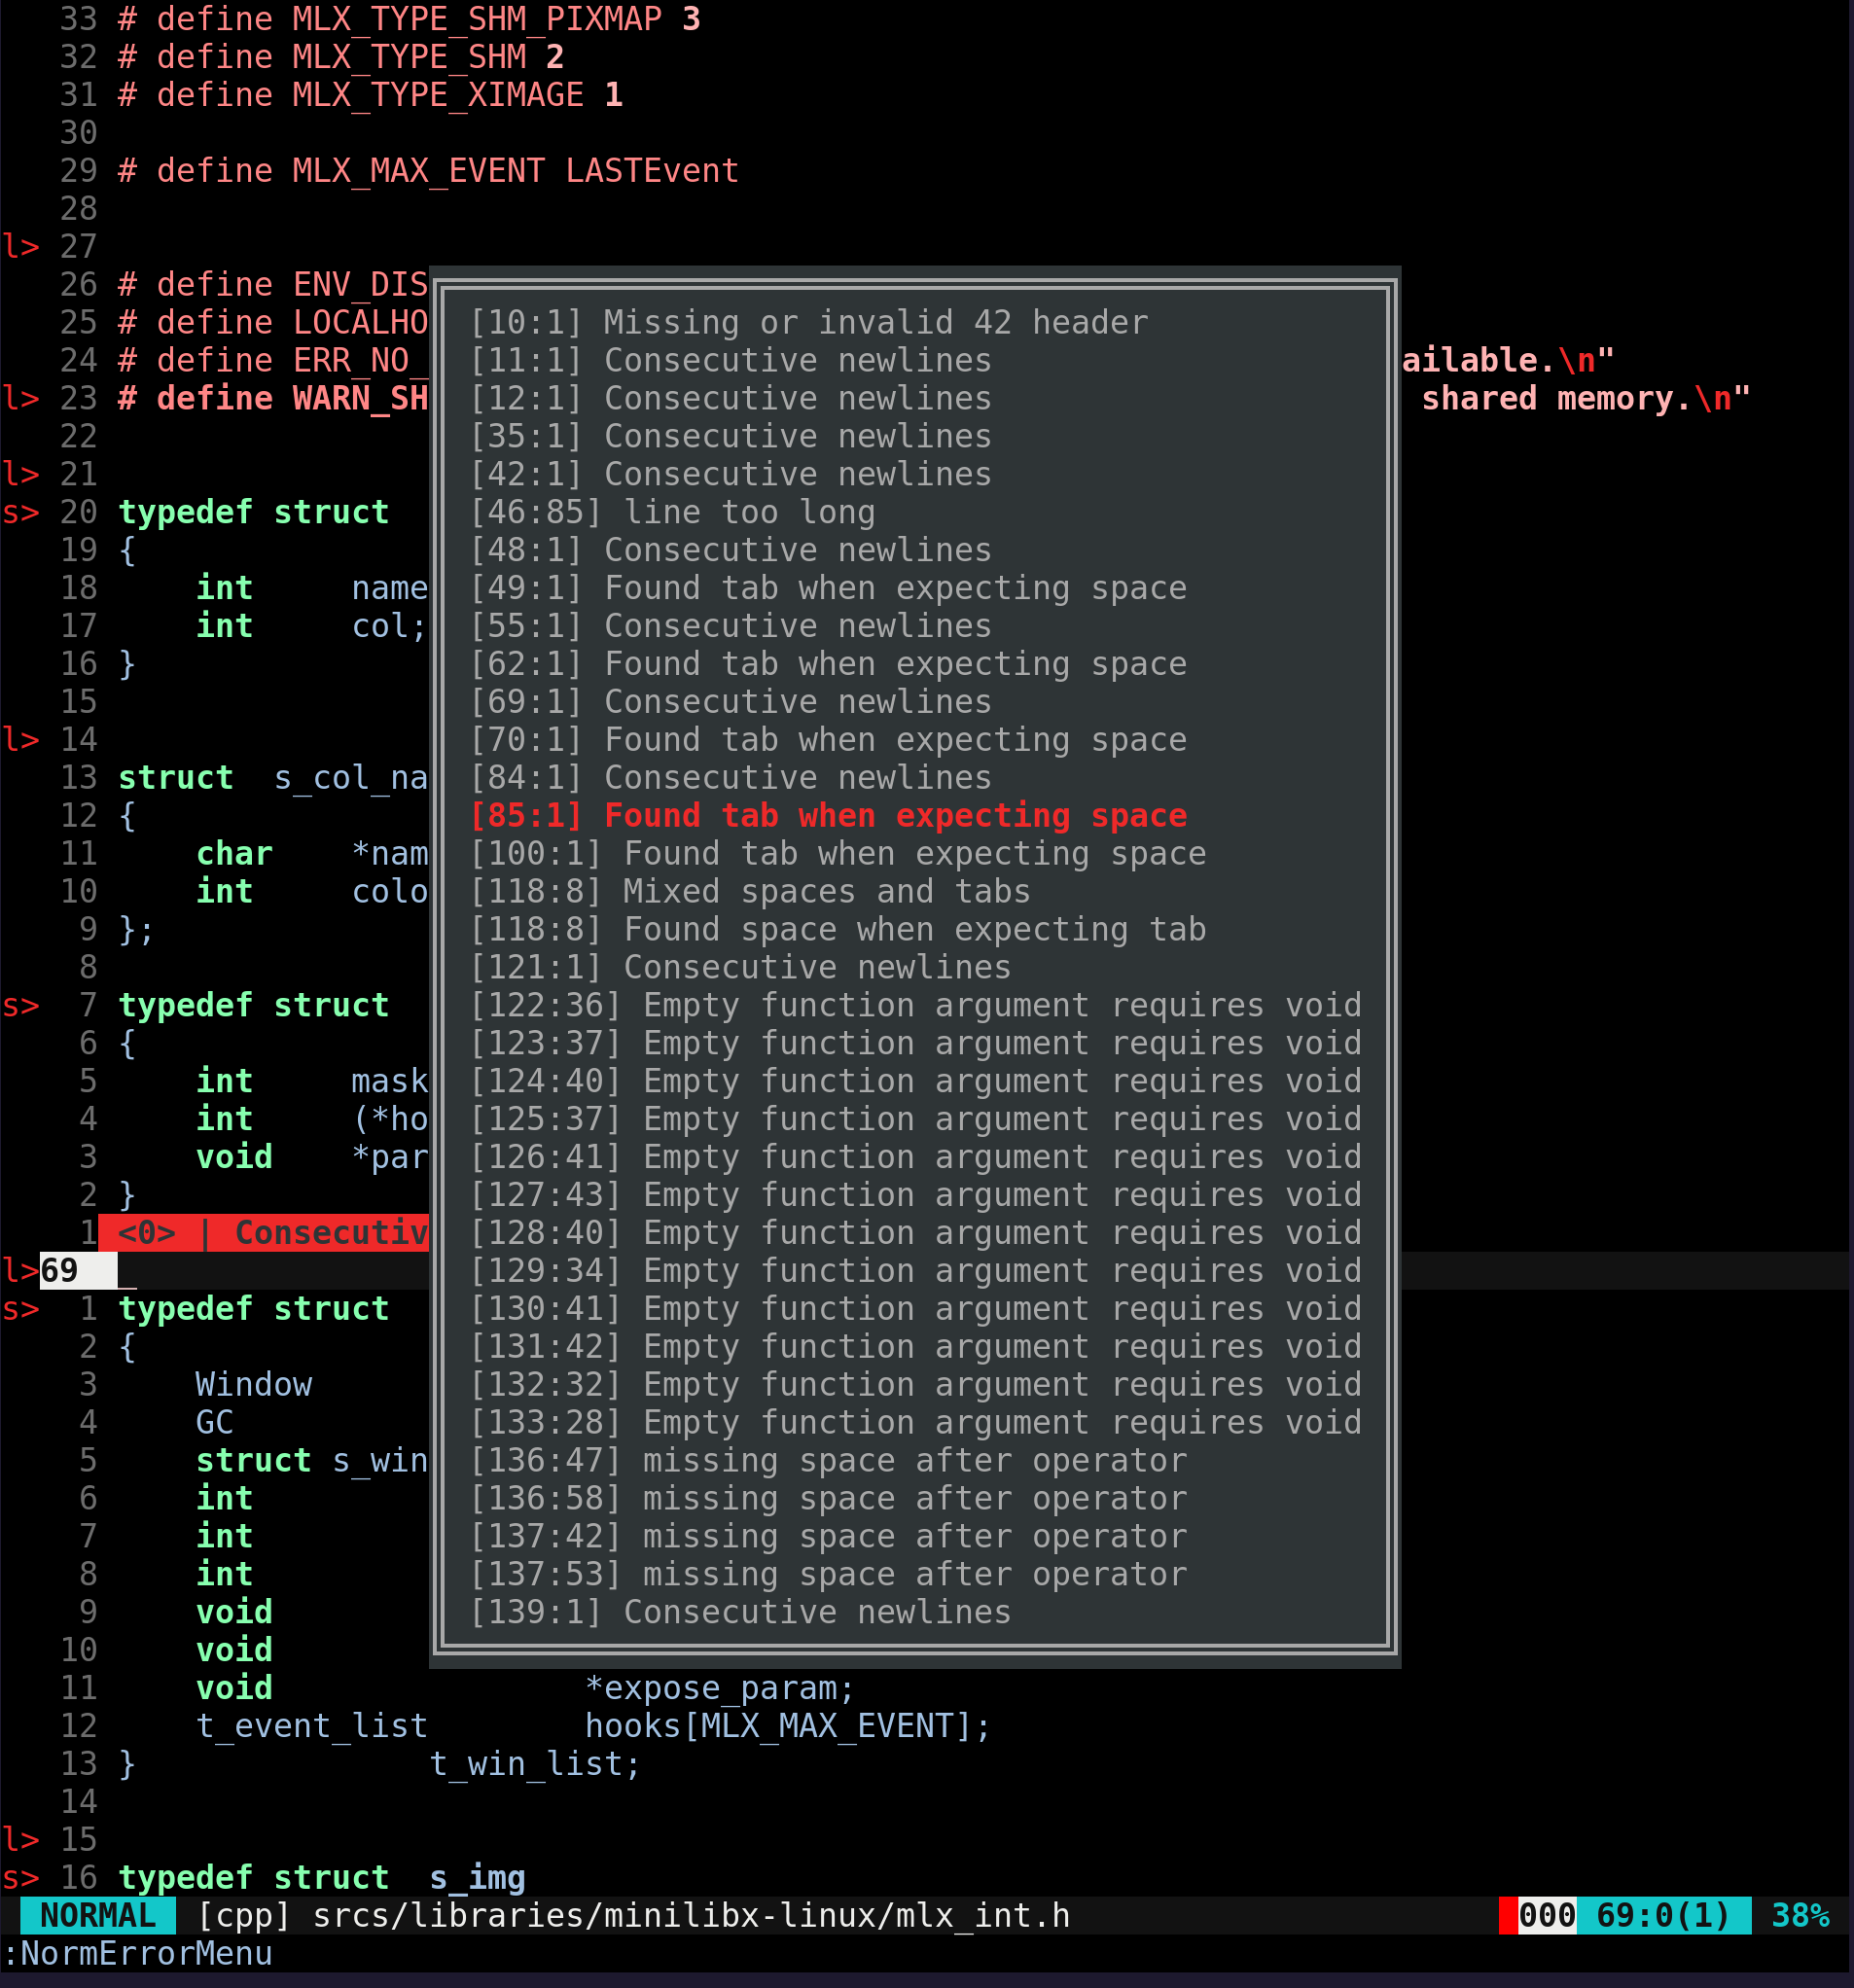 33 # define MLX_TYPE_SHM_PIXMAP 3
32 # define MLX_TYPE_SHM 2
31 # define MLX_TYPE_XIMAGE 1
30
29 # define MLX_MAX_EVENT LASTEvent
28
l> 27
26 # define ENV_DIS
25 # define LOCALHO [10:1] Missing or invalid 42 header
24 # define ERR_NO_ [11:1] Consecutive newlines ailable.\n"
l> 23 # define WARN_SH [12:1] Consecutive newlines shared memory.\n"
22 [35:1] Consecutive newlines
l> 21 [42:1] Consecutive newlines
s> 20 typedef struct [46:85] line too long
19 { [48:1] Consecutive newlines
18 int name [49:1] Found tab when expecting space
17 int col; [55:1] Consecutive newlines
16 } [62:1] Found tab when expecting space
15 [69:1] Consecutive newlines
l> 14 [70:1] Found tab when expecting space
13 struct s_col_na [84:1] Consecutive newlines
12 { [85:1] Found tab when expecting space
11 char *nam [100:1] Found tab when expecting space
10 int colo [118:8] Mixed spaces and tabs
9 }; [118:8] Found space when expecting tab
8 [121:1] Consecutive newlines
s> 7 typedef struct [122:36] Empty function argument requires void
6 { [123:37] Empty function argument requires void
5 int mask [124:40] Empty function argument requires void
4 int (*ho [125:37] Empty function argument requires void
3 void *par [126:41] Empty function argument requires void
2 } [127:43] Empty function argument requires void
1 <0> | Consecutiv [128:40] Empty function argument requires void
l>69 [129:34] Empty function argument requires void
s> 1 typedef struct [130:41] Empty function argument requires void
2 { [131:42] Empty function argument requires void
3 Window [132:32] Empty function argument requires void
4 GC [133:28] Empty function argument requires void
5 struct s_win [136:47] missing space after operator
6 int [136:58] missing space after operator
7 int [137:42] missing space after operator
8 int [137:53] missing space after operator
9 void [139:1] Consecutive newlines
10 void
11 void *expose_param;
12 t_event_list hooks[MLX_MAX_EVENT];
13 } t_win_list;
14
l> 15
s> 16 typedef struct s_img
NORMAL [cpp] srcs/libraries/minilibx-linux/mlx_int.h 000 69:0(1) 38%
:NormErrorMenu